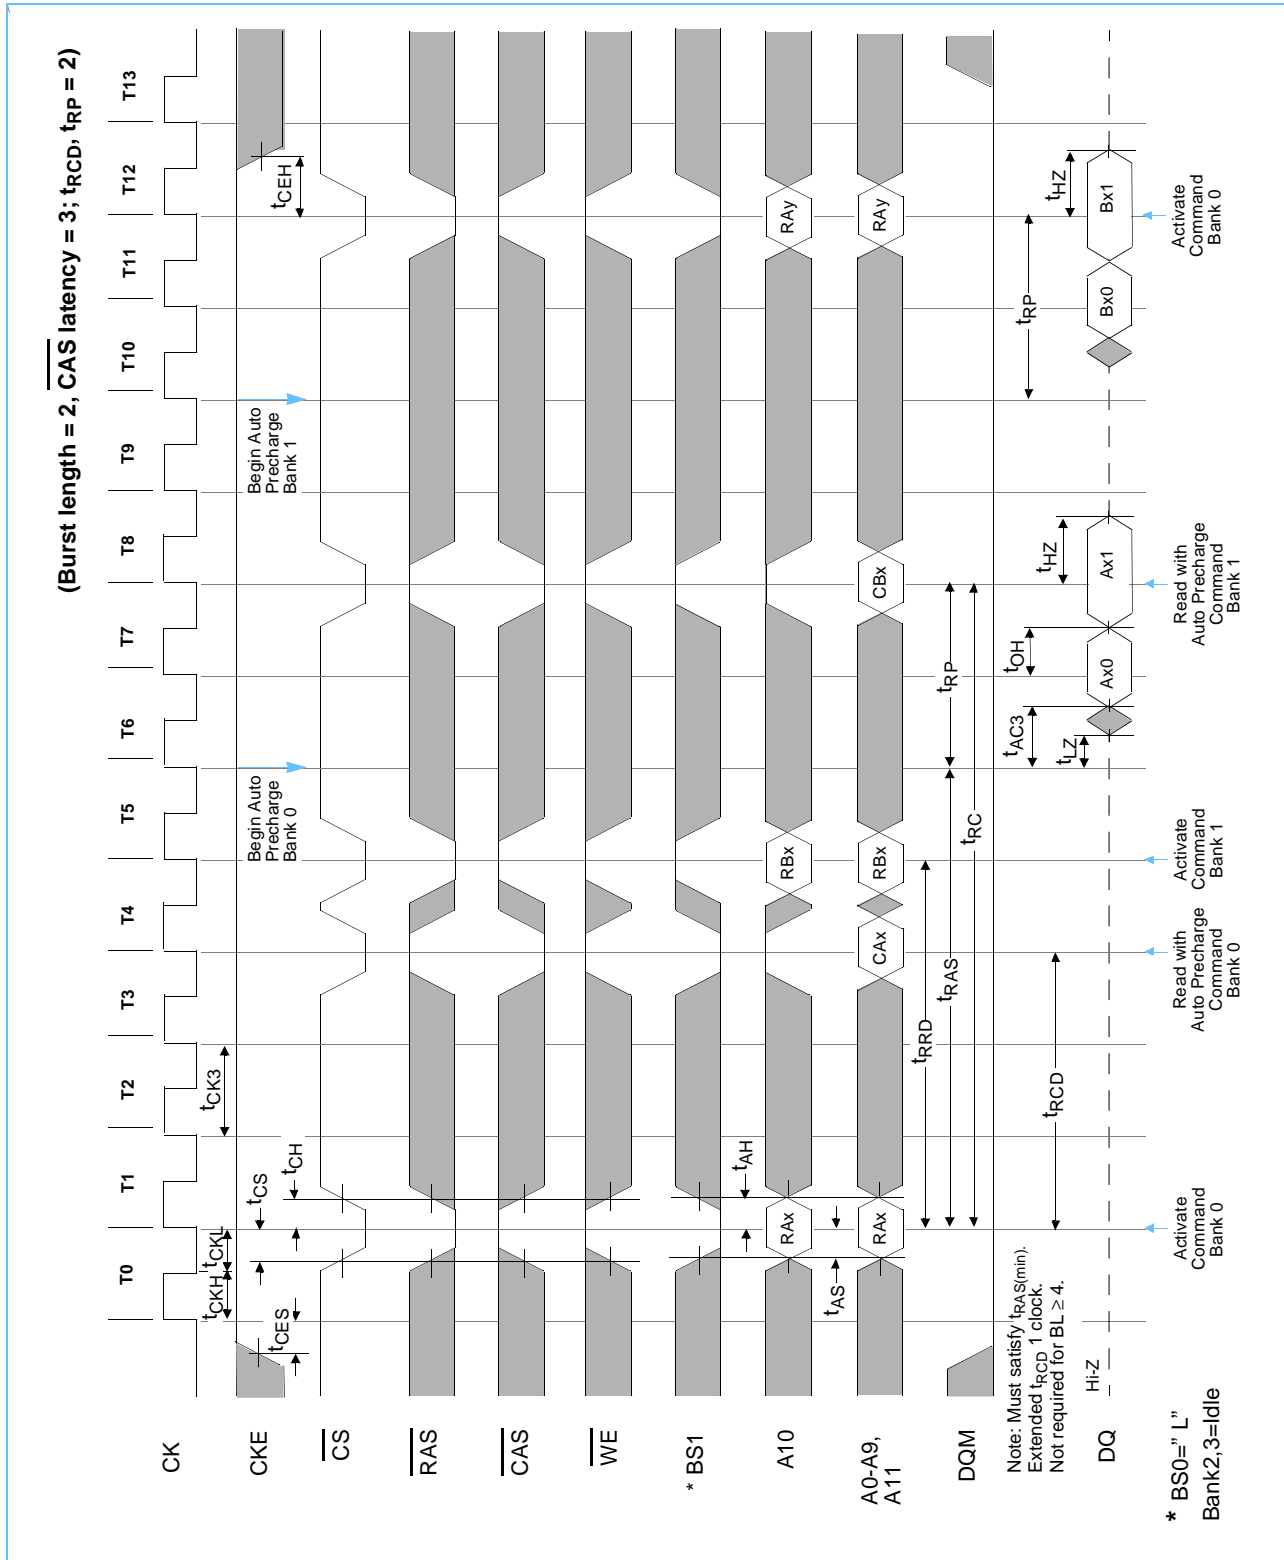 (Burst length = 2, CAS latency = 3; tRCD, tRP = 2)
T0 T1 T2 T3 T4 T5 T6 T7 T8 T9 T10 T11 T12 T13
CK
tCKH tCKL tCK3
CKE
tCES tCS tCH
Begin Auto
Precharge
Bank 0
Begin Auto
Precharge
Bank 1
tCEH
CS
RAS
CAS
WE
* BS1
tAH
A10
RAx RBx RAy
tAS
A0-A9,
A11
RAx CAx RBx CBx RAy
tRRD
tRAS tRP
tRC
DQM
Note: Must satisfy tRAS(min).
Extended tRCD 1 clock.
Not required for BL ≥ 4.
tRCD
tRP
tLZ tAC3 tOH tHZ tHZ
Hi-Z
DQ
Ax0 Ax1 Bx0 Bx1
Activate
Command
Bank 0
Read with
Auto Precharge
Command
Bank 0
Activate
Command
Bank 1
Read with
Auto Precharge
Command
Bank 1
Activate
Command
Bank 0
* BS0=” L”
Bank2,3=Idle